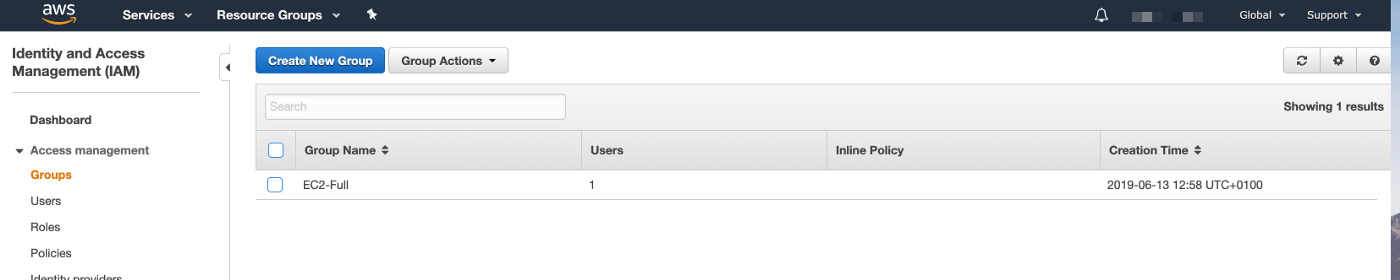 aws Services Resource Groups Global Support
Identity and Access
Management (IAM)
Create New Group Group Actions
Search
Showing 1 results
Dashboard
Access management
Groups
Users
Roles
Policies
Identity providers
Group Name Users Inline Policy Creation Time
EC2-Full 1 2019-06-13 12:58 UTC+0100